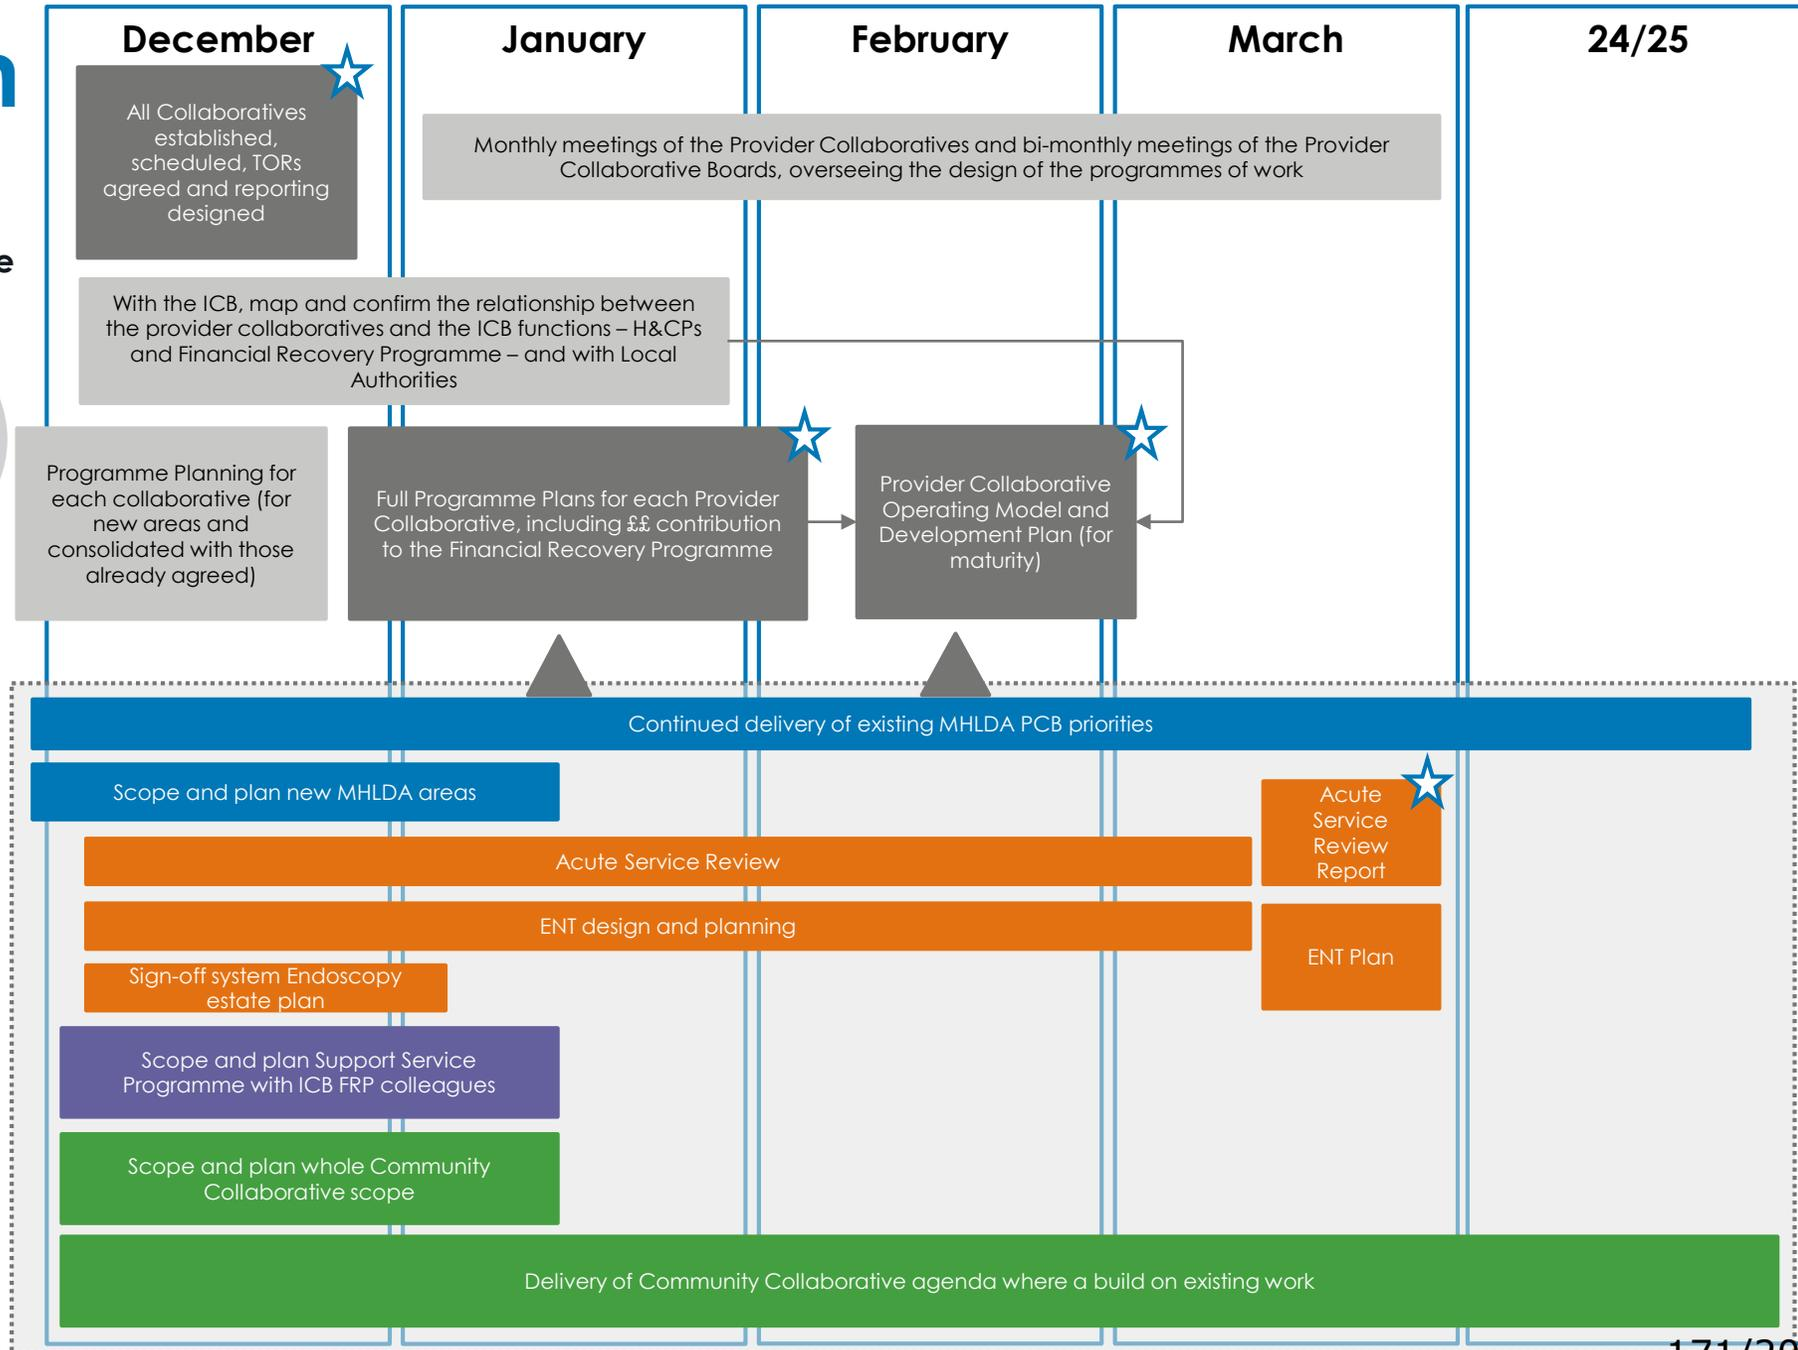 December
January
February
March
24/25
All Collaboratives
established,
scheduled, TORs
agreed and reporting
designed
Monthly meetings of the Provider Collaboratives and bi-monthly meetings of the Provider
Collaborative Boards, overseeing the design of the programmes of work
With the ICB, map and confirm the relationship between
the provider collaboratives and the ICB functions – H&CPs
and Financial Recovery Programme – and with Local
Authorities
Programme Planning for
each collaborative (for
new areas and
consolidated with those
already agreed)
Full Programme Plans for each Provider
Collaborative, including ££ contribution
to the Financial Recovery Programme
Provider Collaborative
Operating Model and
Development Plan (for
maturity)
Continued delivery of existing MHLDA PCB priorities
Scope and plan new MHLDA areas
Acute
Service
Review
Report
Acute Service Review
ENT design and planning
ENT Plan
Sign-off system Endoscopy
estate plan
Scope and plan Support Service
Programme with ICB FRP colleagues
Scope and plan whole Community
Collaborative scope
Delivery of Community Collaborative agenda where a build on existing work